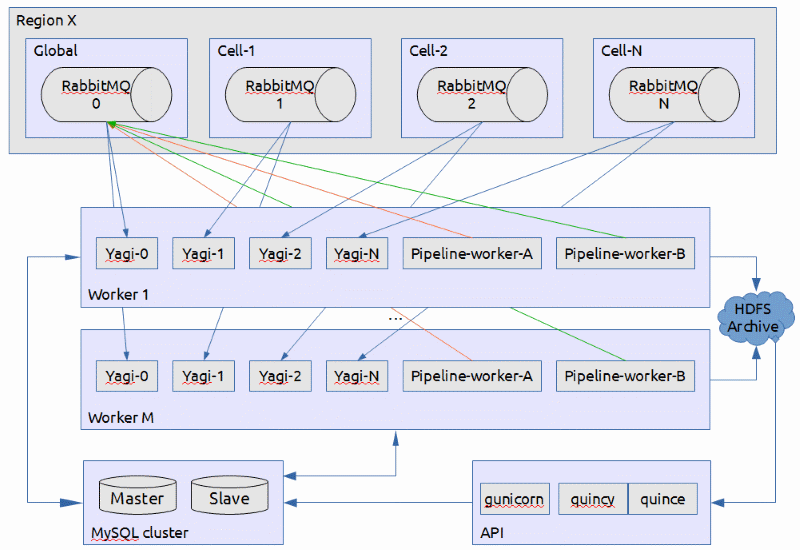 Region X
Global
Cell-1
Cell-2
Cell-N
RabbitMQ
0
RabbitMQ
1
RabbitMQ
2
RabbitMQ
N
Yagi-0
Yagi-1
Yagi-2
Yagi-N
Pipeline-worker-A
Pipeline-worker-B
Worker 1
HDFS
Archive
...
Yagi-0
Yagi-1
Yagi-2
Yagi-N
Pipeline-worker-A
Pipeline-worker-B
Worker M
Master
Slave
MySQL cluster
gunicorn
quincy
quince
API